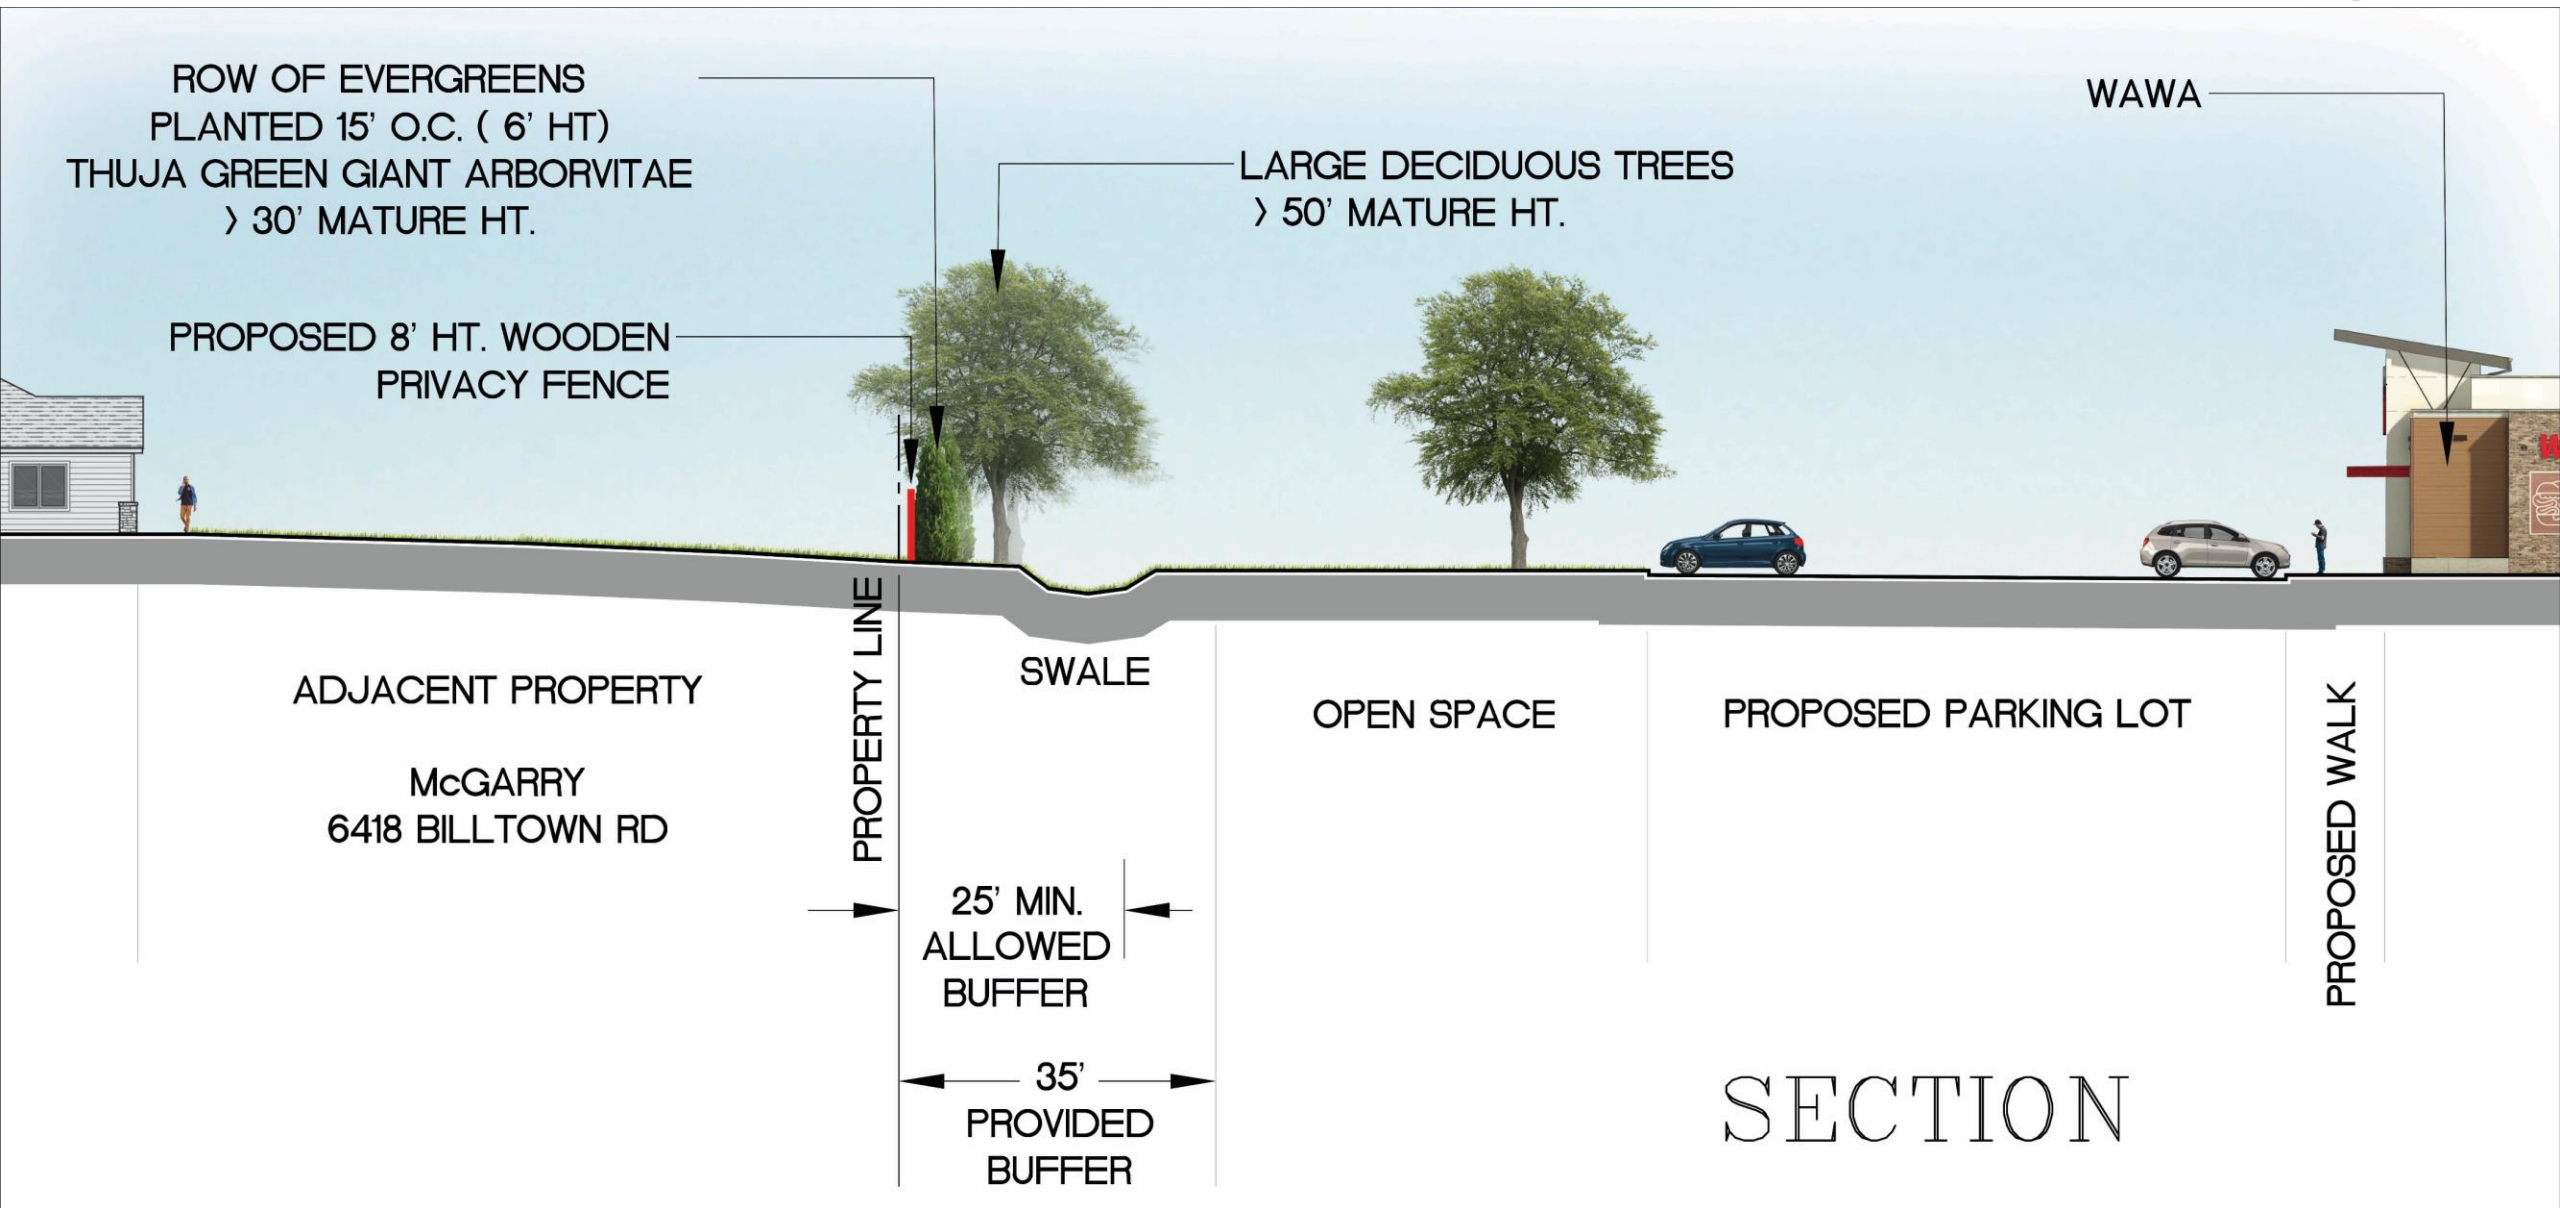 ROW OF EVERGREENS
PLANTED 15' O.C. ( 6' HT)
THUJA GREEN GIANT ARBORVITAE
> 30' MATURE HT.
PROPOSED 8' HT. WOODEN
PRIVACY FENCE
LARGE DECIDUOUS TREES
> 50' MATURE HT.
WAWA
W
ADJACENT PROPERTY
McGARRY
6418 BILLTOWN RD
PROPERTY LINE
SWALE
25' MIN.
ALLOWED
BUFFER
35'
PROVIDED
BUFFER
OPEN SPACE
PROPOSED PARKING LOT
PROPOSED WALK
SECTION